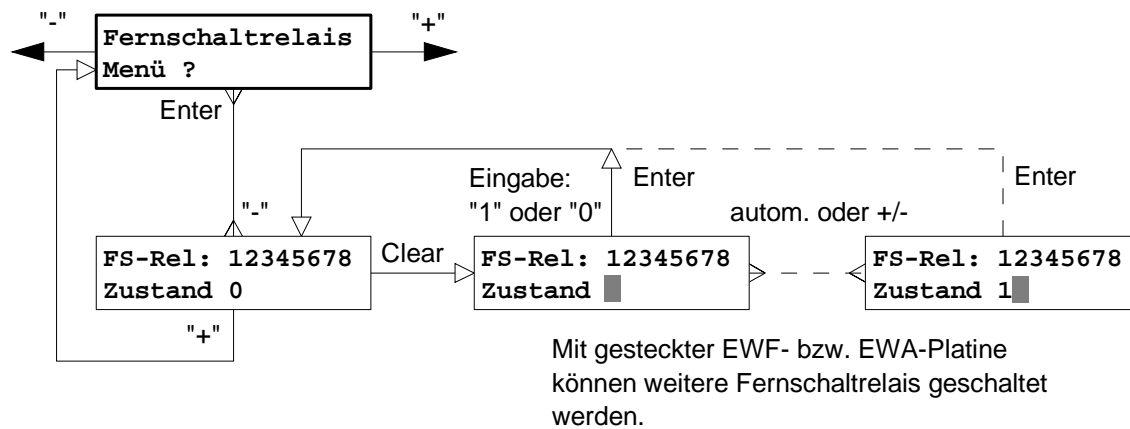 "-"
"+"
Fernschaltrelais
Menü ?
Enter
Eingabe:
"1" oder "0"
Enter
Enter
autom. oder +/-
"-"
FS-Rel: 12345678
Zustand 0
Clear
FS-Rel: 12345678
Zustand
FS-Rel: 12345678
Zustand 1
"+"
Mit gesteckter EWF- bzw. EWA-Platine
können weitere Fernschaltrelais geschaltet
werden.